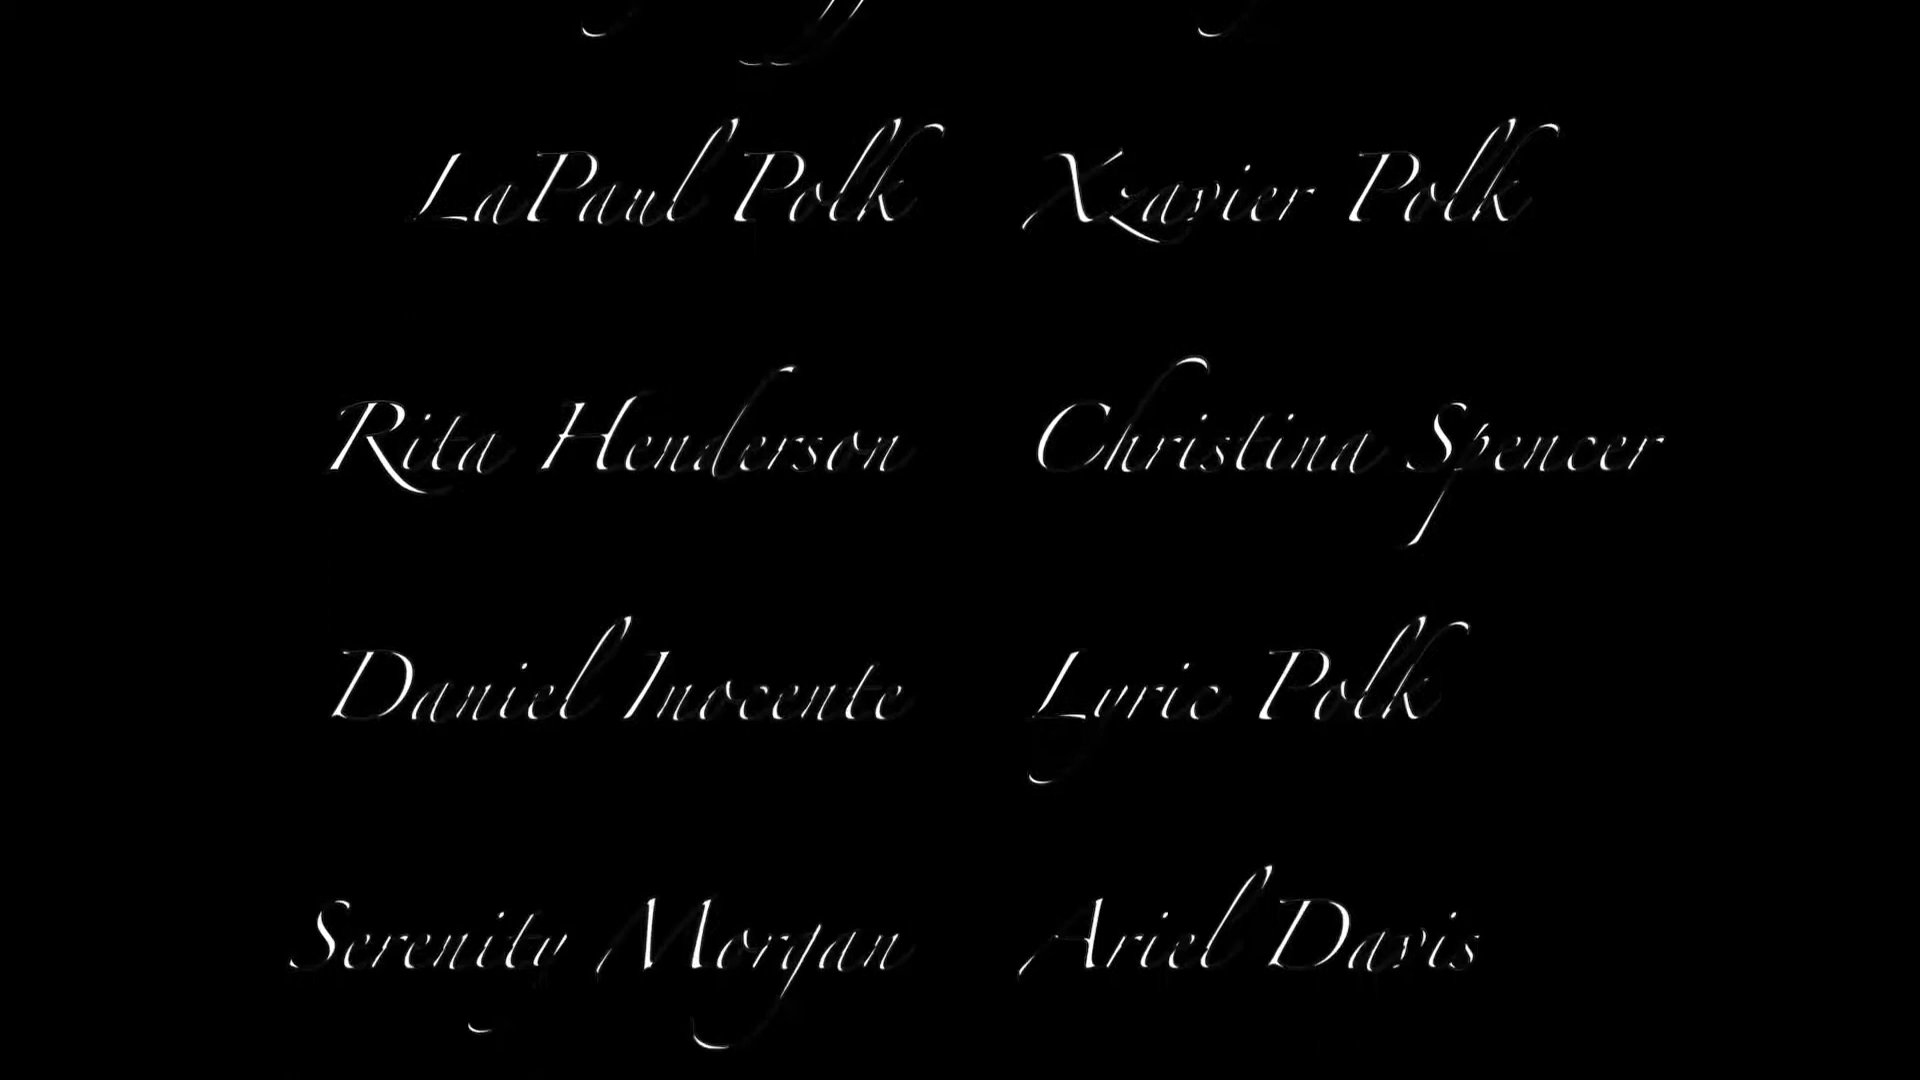 LaPaul Polk Xzavier Polk
Rita Henderson Christina Spencer
Daniel Inocente Lyric Polk
Serenity Morgan Ariel Davis